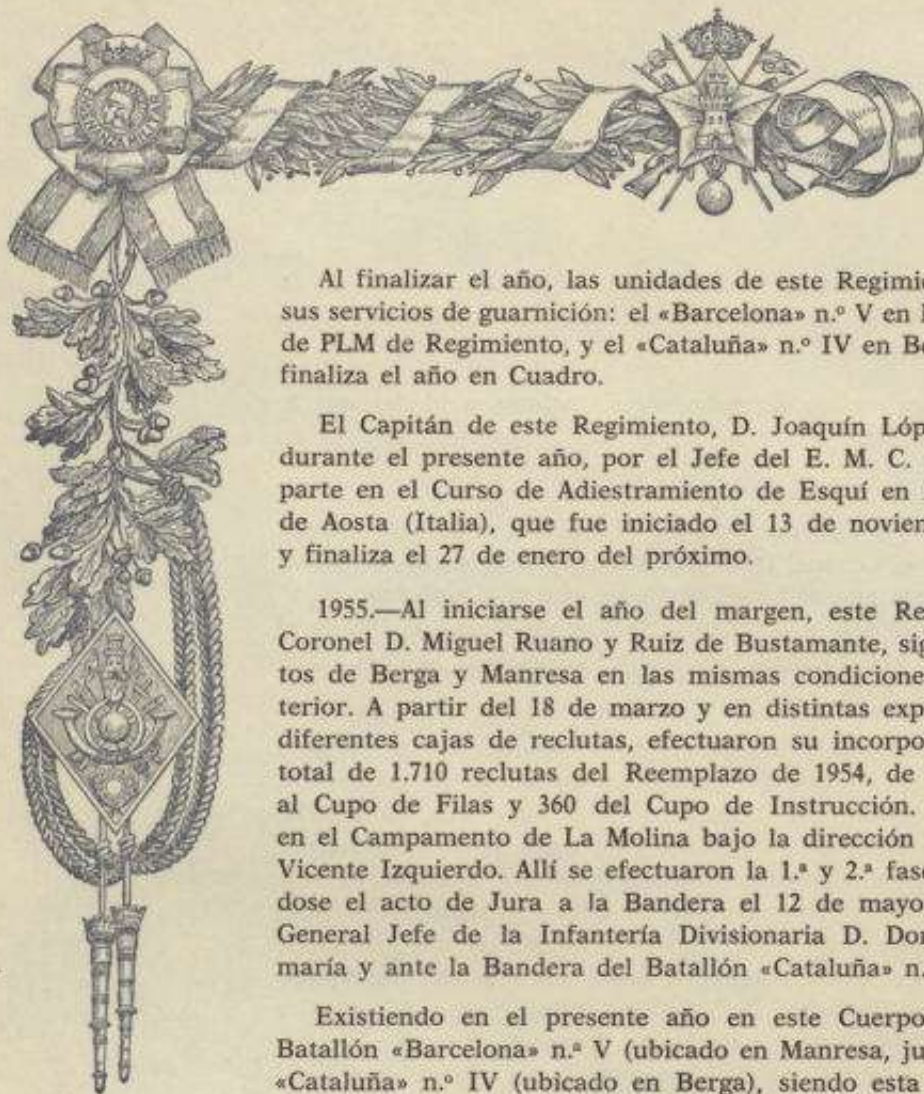 Al finalizar el año, las unidades de este Regimie
sus servicios de guarnición: el «Barcelona» n.º V en
de PLM de Regimiento, y el «Cataluña» n.º IV en Be
finaliza el año en Cuadro.
El Capitán de este Regimiento, D. Joaquín Lóp
durante el presente año, por el Jefe del E. M. C.
parte en el Curso de Adiestramiento de Esquí en
de Aosta (Italia), que fue iniciado el 13 de novien
y finaliza el 27 de enero del próximo.
1955.—Al iniciarse el año del margen, este Re
Coronel D. Miguel Ruano y Ruiz de Bustamante, síg
tos de Berga y Manresa en las mismas condicione
terior. A partir del 18 de marzo y en distintas exp
diferentes cajas de reclutas, efectuaron su incorpo
total de 1.710 reclutas del Reemplazo de 1954, de
al Cupo de Filas y 360 del Cupo de Instrucción.
en el Campamento de La Molina bajo la dirección
Vicente Izquierdo. Allí se efectuaron la 1.ª y 2.ª fase
dose el acto de Jura a la Bandera el 12 de mayo
General Jefe de la Infantería Divisionaria D. Don
maría y ante la Bandera del Batallón «Cataluña» n.
Existiendo en el presente año en este Cuerpo
Batallón «Barcelona» n.ª V (ubicado en Manresa, ju
«Cataluña» n.º IV (ubicado en Berga), siendo esta